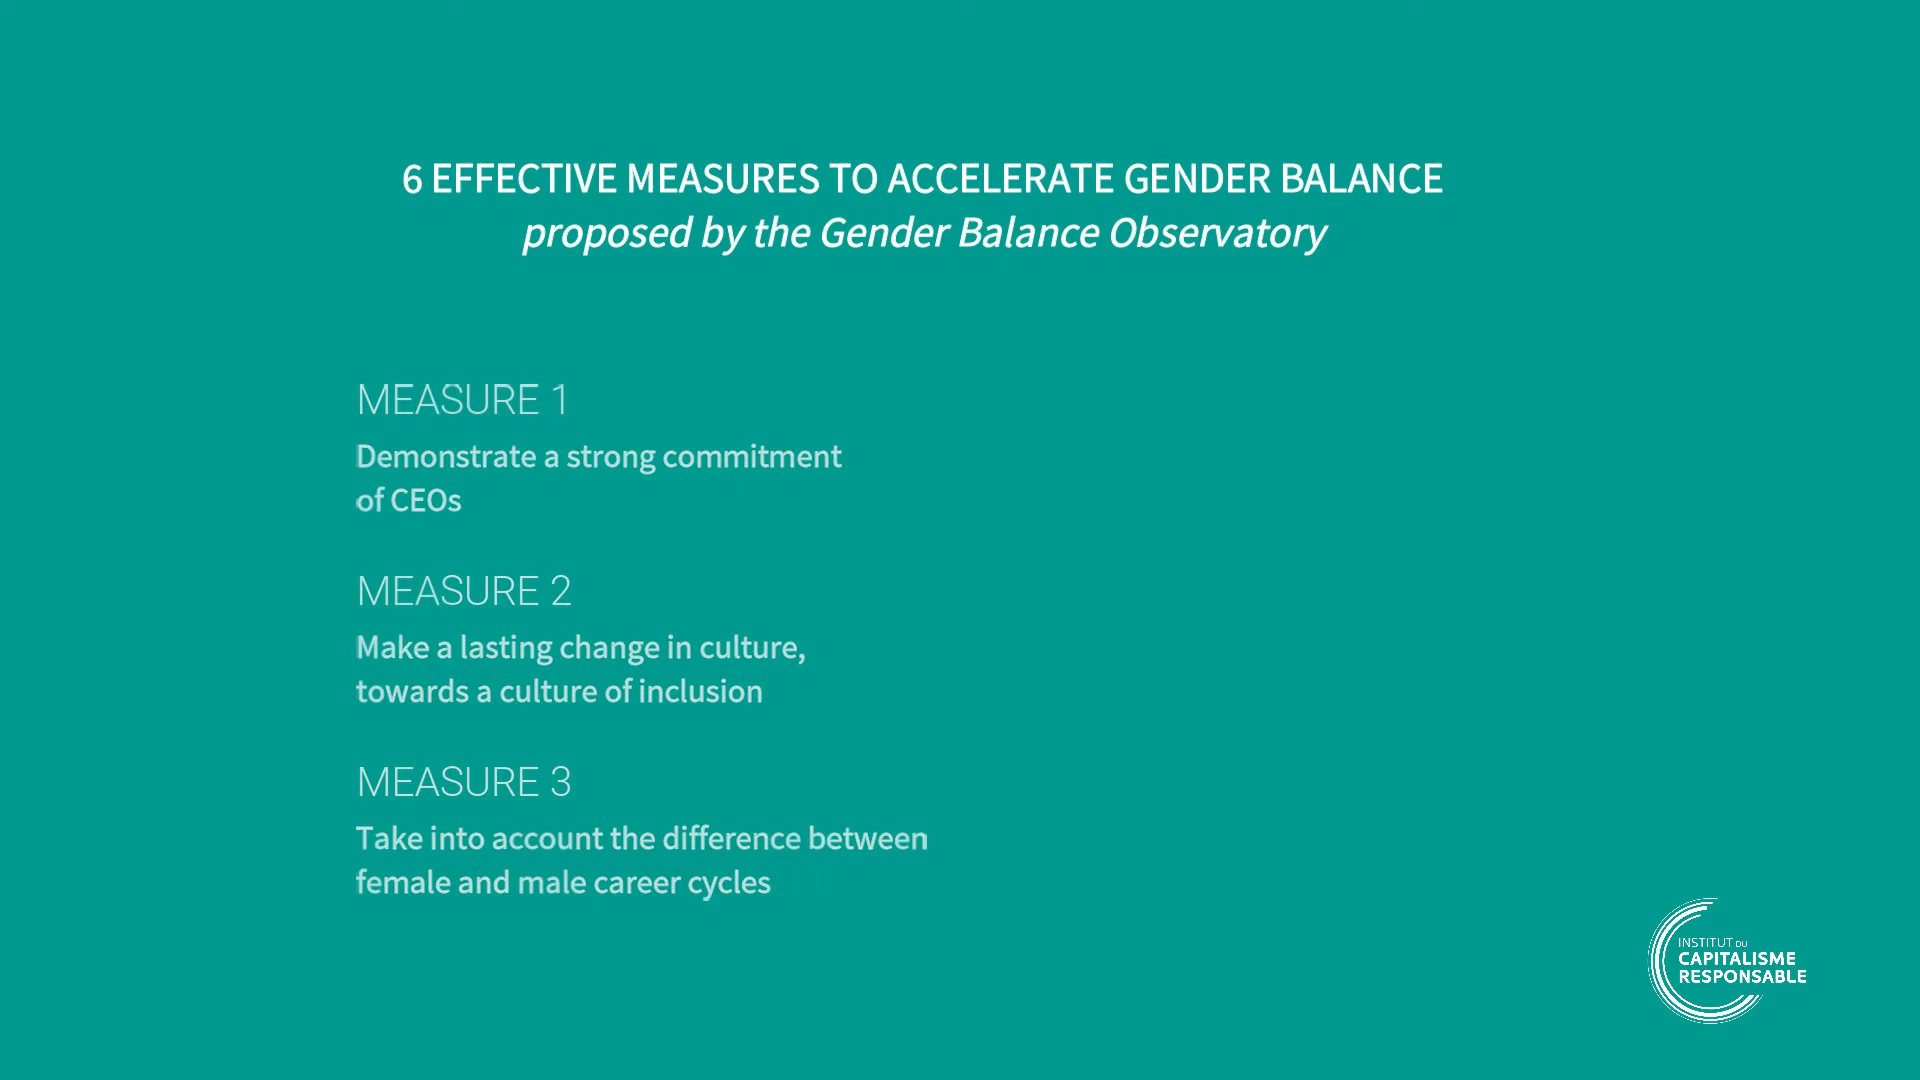 6 EFFECTIVE MEASURES TO ACCELERATE GENDER BALANCE
proposed by the Gender Balance Observatory
MEASURE 1
Demonstrate a strong commitment
of CEOs
MEASURE 2
Make a lasting change in culture,
towards a culture of inclusion
MEASURE 3
Take into account the difference between
female and male career cycles
INSTITUT DU
CAPITALISME
RESPONSABLE